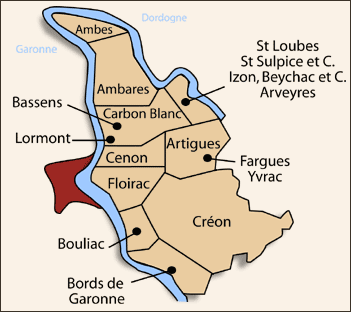 Dordogne
Ambes
Garonne
St Loubes
St Sulpice et C.
Izon, Beychac et C.
Arveyres
Ambares
Bassens
Carbon Blanc
Lormont
Artigues
Cenon
Fargues
Yvrac
Floirac
Créon
Bouliac
Bords de
Garonne